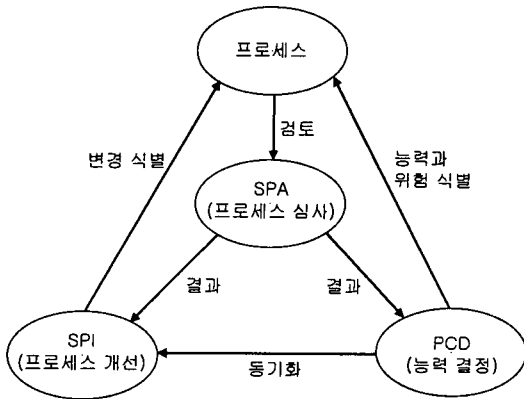 프로세스
검토
변경 식별
능력과
위험 식별
SPA
(프로세스 심사)
결과
결과
SPI
(프로세스 개선)
동기화
PCD
(능력 결정)